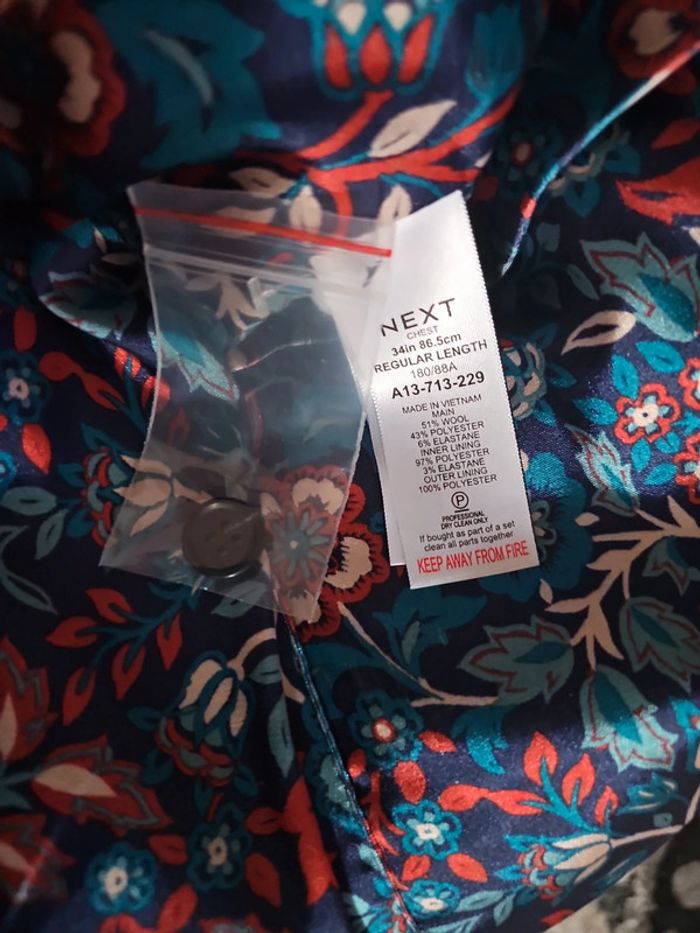 NEXT
CHEST
34in 86.5cm
REGULAR LENGTH
180/88A
A13-713-229
MADE IN VIETNAM
MAIN
51% WOOL
43% POLYESTER
6% ELASTANE
INNER LINING
97% POLYESTER
3% ELASTANE
OUTER LINING
100% POLYESTER
P
PROFESSIONAL
DRY CLEAN ONLY
If bought as part of a set
clean all parts together
KEEP AWAY FROM FIRE